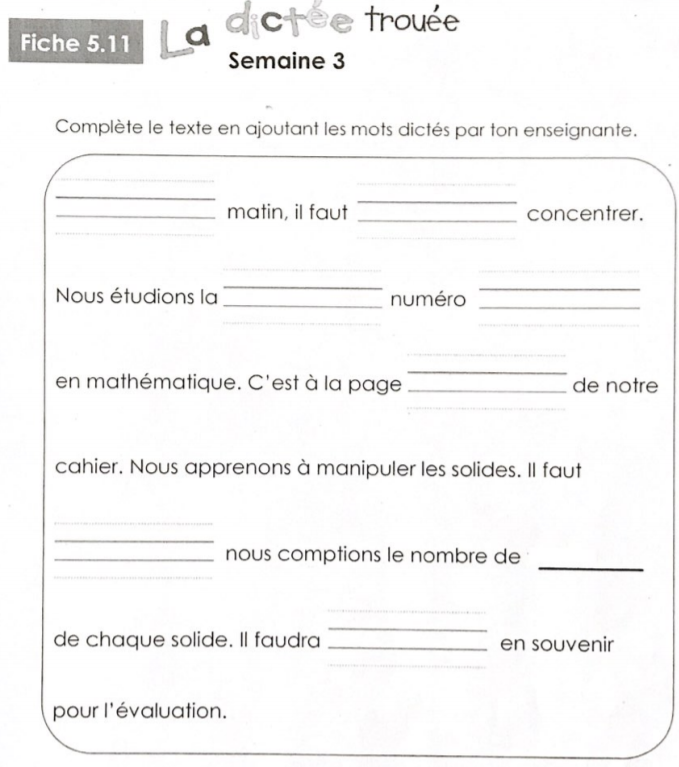 Fiche 5.11
La dictée trouée
Semaine 3
Complète le texte en ajoutant les mots dictés par ton enseignante.
matin, il faut concentrer.
Nous étudions la numéro
en mathématique. C'est à la page de notre
cahier. Nous apprenons à manipuler les solides. Il faut
nous comptions le nombre de
de chaque solide. Il faudra en souvenir
pour l'évaluation.